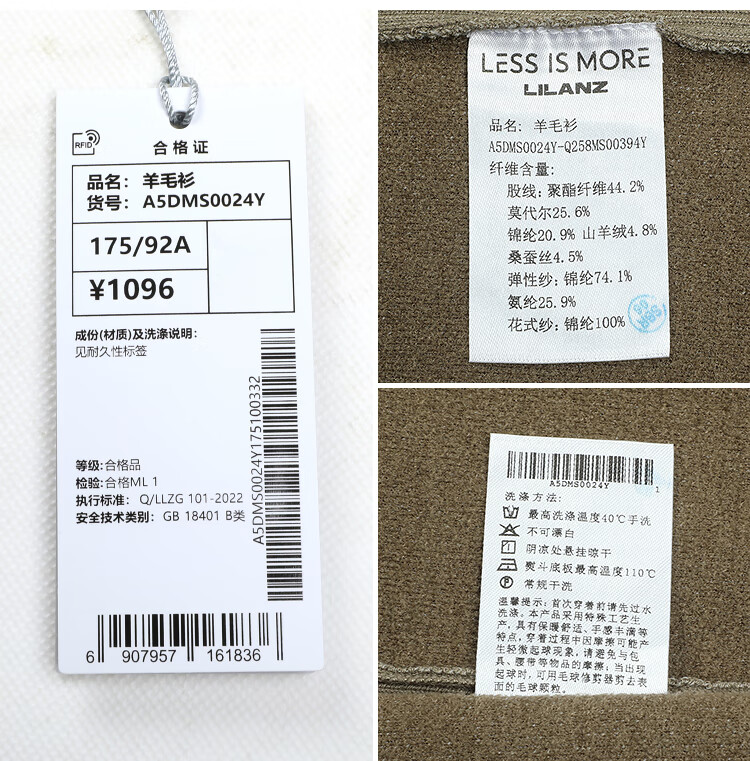 RFID
合格证
品名: 羊毛衫
货号: A5DMS0024Y
175/92A
¥1096
成份(材质)及洗涤说明:
见耐久性标签
等级:合格品
检验:合格ML 1
执行标准: Q/LLZG 101-2022
安全技术类别: GB 18401 B类
A5DMS0024Y175100332
6 907957 161836
LESS IS MORE
LILANZ
品名: 羊毛衫
A5DMS0024Y-Q258MS00394Y
纤维含量:
股线: 聚酯纤维44.2%
莫代尔25.6%
锦纶20.9% 山羊绒4.8%
桑蚕丝4.5%
弹性纱: 锦纶74.1%
氨纶25.9%
花式纱: 锦纶100%
A5DMS0024Y
1
洗涤方法:
最高洗涤温度40℃手洗
不可漂白
阴凉处悬挂晾干
熨斗底板最高温度110℃
P 常规干洗
温馨提示: 首次穿着前请先过水
洗涤。本产品采用特殊工艺生
产, 具有保暖舒适、手感丰满等
特点, 穿着过程中因摩擦可能产
生轻微起球现象, 请避免与包
具、腰带等物品的摩擦; 当出现
起球时, 可用毛球修剪器剪去表
面的毛球颗粒。